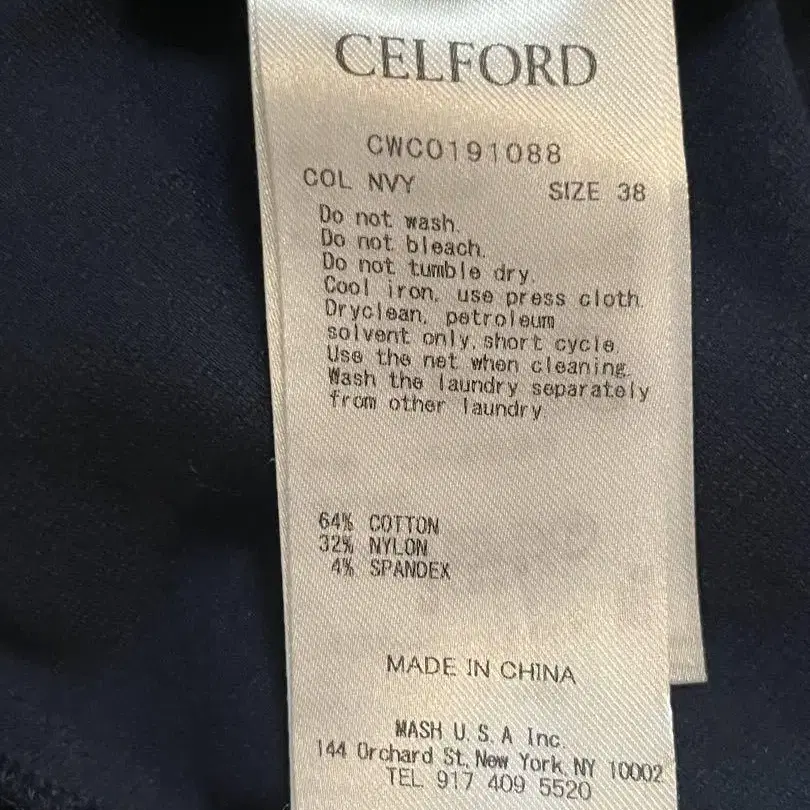 CELFORD
CWCO191088
COL NVY SIZE 38
Do not wash.
Do not bleach.
Do not tumble dry.
Cool iron, use press cloth.
Dryclean, petroleum
solvent only, short cycle.
Use the net when cleaning.
Wash the laundry separately
from other laundry
64% COTTON
32% NYLON
4% SPANDEX
MADE IN CHINA
MASH U.S.A Inc.
144 Orchard St, New York, NY 10002
TEL 917 409 5520